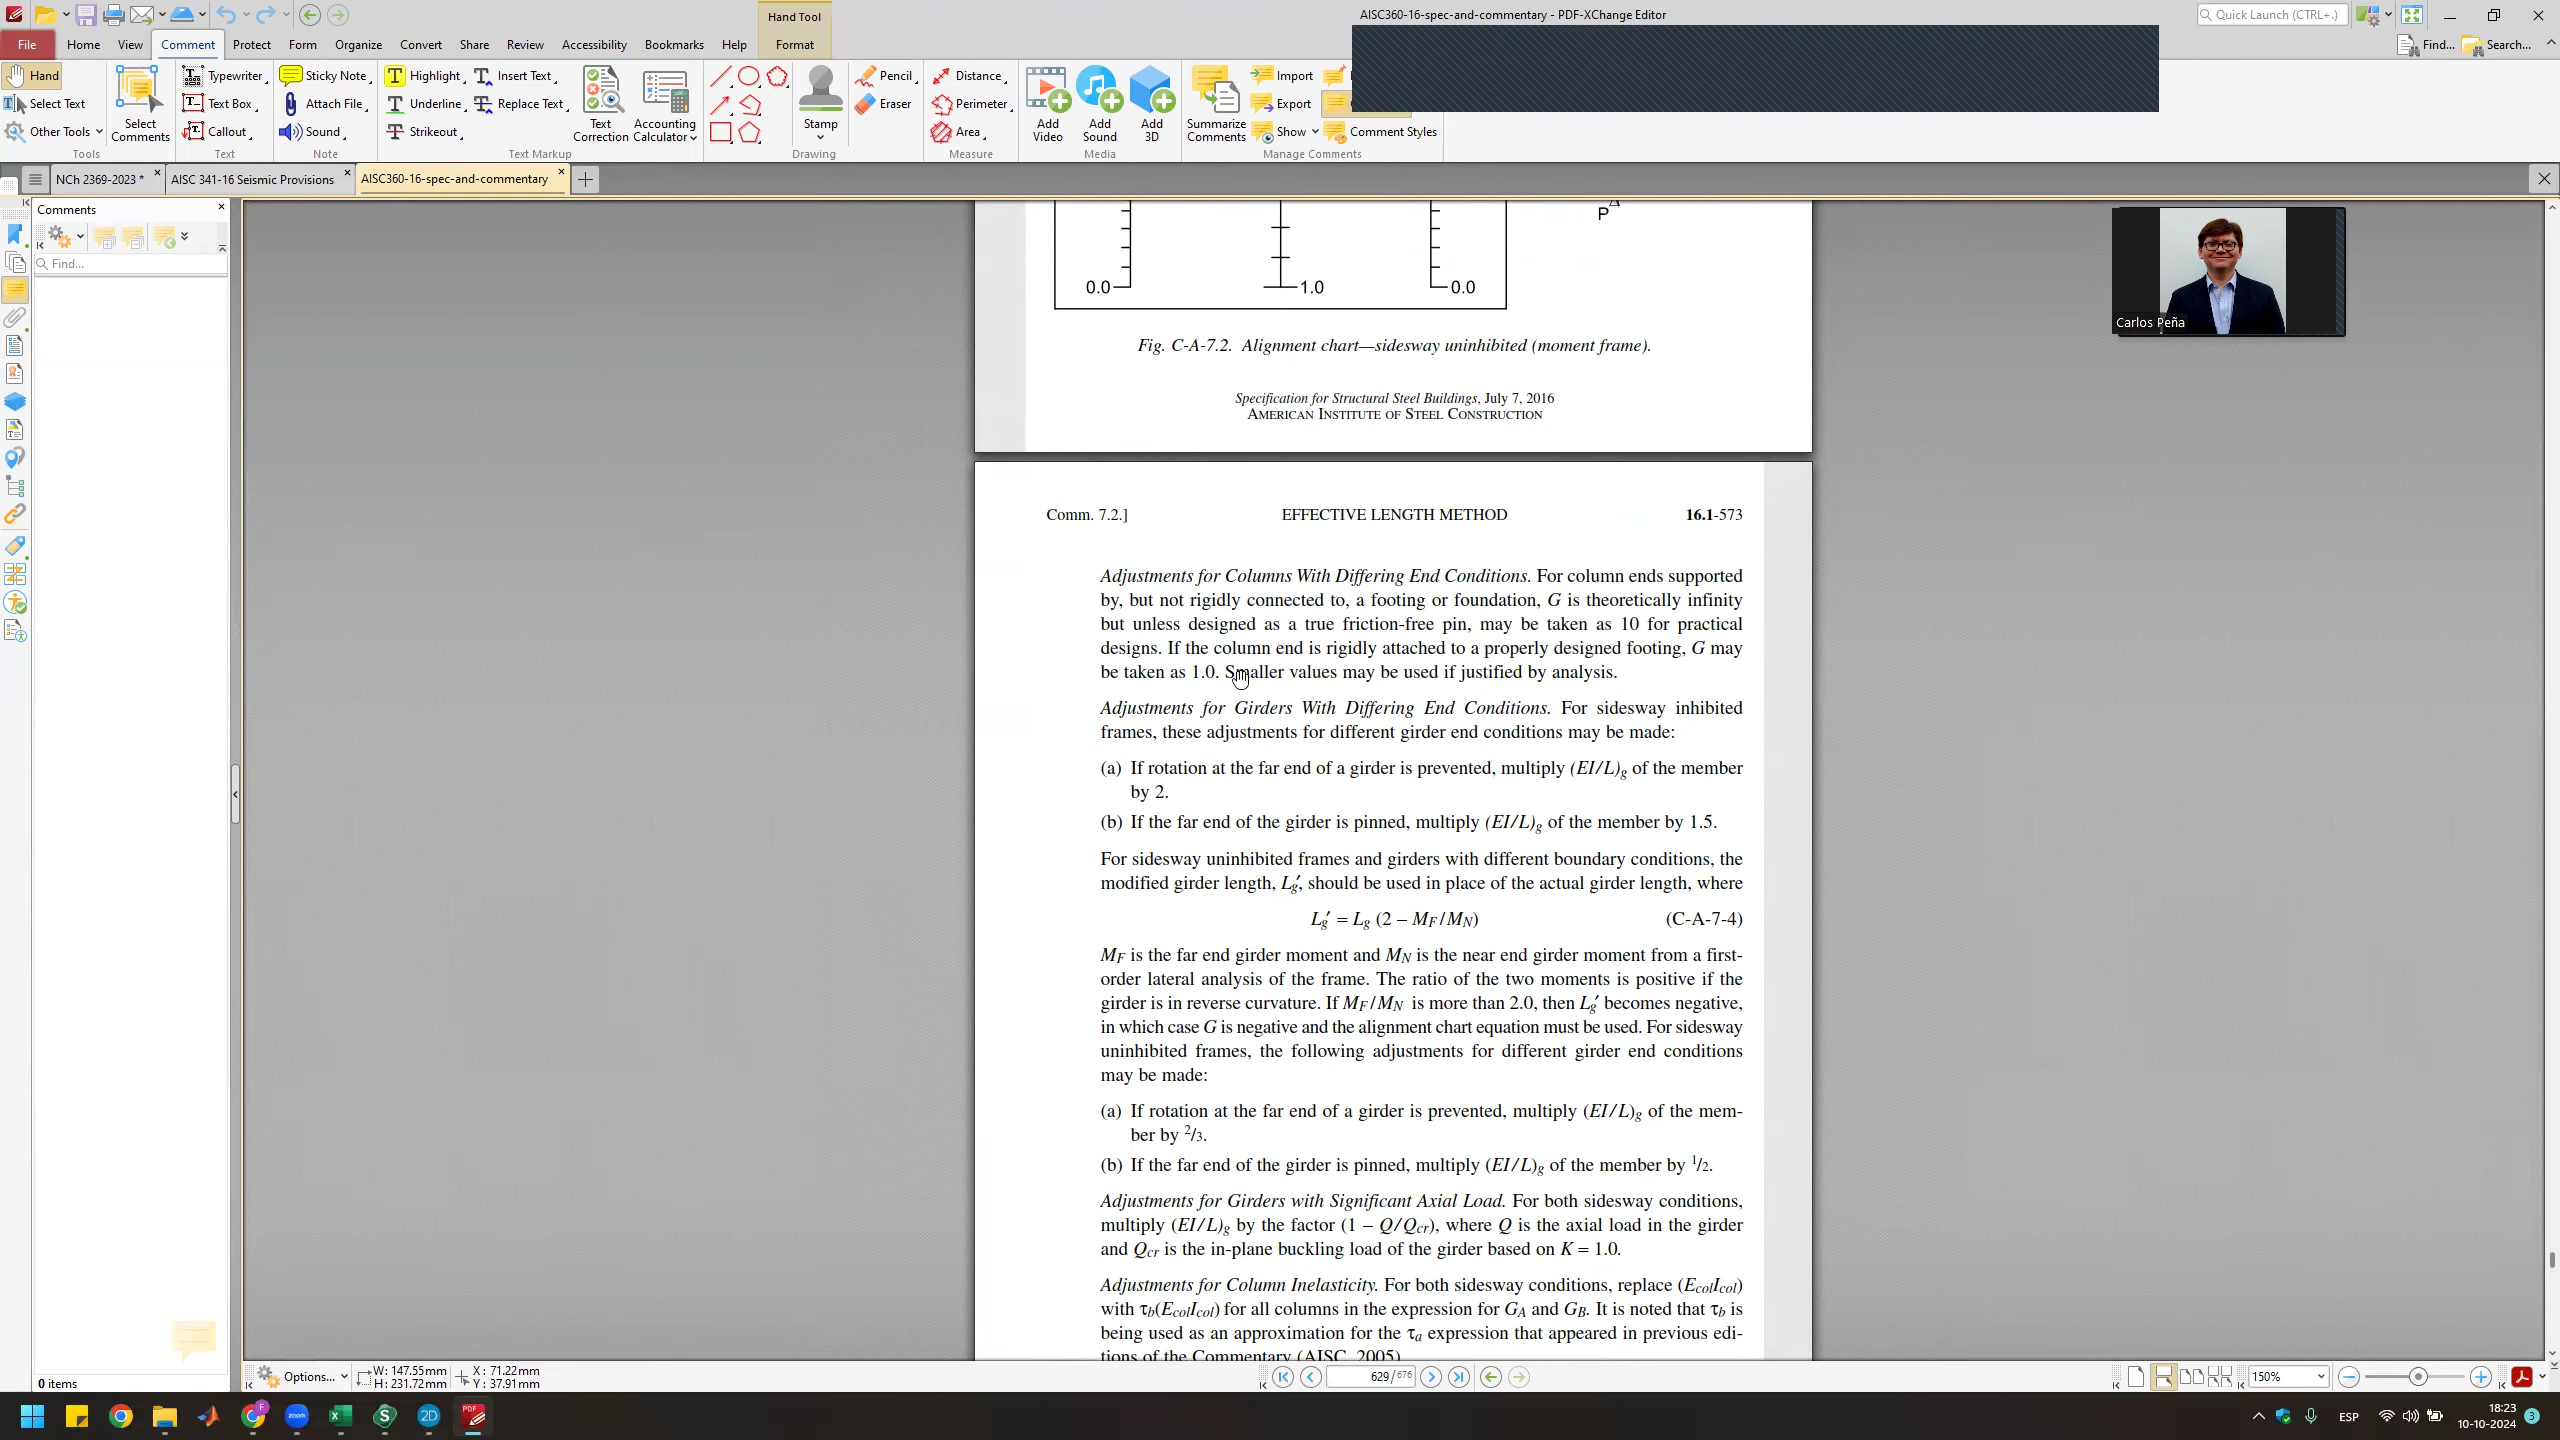 AISC360-16-spec-and-commentary - PDF-XChange Editor
Hand Tool
Quick Launch (CTRL+.)
File Home View Comment Protect Form Organize Convert Share Review Accessibility Bookmarks Help Format
Find... Search...
Hand
Select Text
Other Tools
Tools
Select Comments
Typewriter
Text Box
Callout
Text
Sticky Note
Attach File
Sound
Note
Highlight
Underline
Strikeout
Insert Text
Replace Text
Text Correction
Accounting Calculator
Text Markup
Stamp
Pencil
Eraser
Drawing
Distance
Perimeter
Area
Measure
Add Video
Add Sound
Add 3D
Media
Summarize Comments
Import
Export
Show
Comment Styles
Manage Comments
NCh 2369-2023 *
AISC 341-16 Seismic Provisions
AISC360-16-spec-and-commentary
Comments
Find...
P
0.0 1.0 0.0
Carlos Peña
Fig. C-A-7.2. Alignment chart—sidesway uninhibited (moment frame).
Specification for Structural Steel Buildings, July 7, 2016
AMERICAN INSTITUTE OF STEEL CONSTRUCTION
Comm. 7.2.] EFFECTIVE LENGTH METHOD 16.1-573
Adjustments for Columns With Differing End Conditions. For column ends supported
by, but not rigidly connected to, a footing or foundation, G is theoretically infinity
but unless designed as a true friction-free pin, may be taken as 10 for practical
designs. If the column end is rigidly attached to a properly designed footing, G may
be taken as 1.0. Smaller values may be used if justified by analysis.
Adjustments for Girders With Differing End Conditions. For sidesway inhibited
frames, these adjustments for different girder end conditions may be made:
(a) If rotation at the far end of a girder is prevented, multiply (EI/L)g of the member
by 2.
(b) If the far end of the girder is pinned, multiply (EI/L)g of the member by 1.5.
For sidesway uninhibited frames and girders with different boundary conditions, the
modified girder length, Lg′, should be used in place of the actual girder length, where
Lg′ = Lg (2 – MF/MN) (C-A-7-4)
MF is the far end girder moment and MN is the near end girder moment from a first-
order lateral analysis of the frame. The ratio of the two moments is positive if the
girder is in reverse curvature. If MF/MN is more than 2.0, then Lg′ becomes negative,
in which case G is negative and the alignment chart equation must be used. For sidesway
uninhibited frames, the following adjustments for different girder end conditions
may be made:
(a) If rotation at the far end of a girder is prevented, multiply (EI/L)g of the mem-
ber by 2/3.
(b) If the far end of the girder is pinned, multiply (EI/L)g of the member by 1/2.
Adjustments for Girders with Significant Axial Load. For both sidesway conditions,
multiply (EI/L)g by the factor (1 – Q/Qcr), where Q is the axial load in the girder
and Qcr is the in-plane buckling load of the girder based on K = 1.0.
Adjustments for Column Inelasticity. For both sidesway conditions, replace (EcolIcol)
with τb(EcolIcol) for all columns in the expression for GA and GB. It is noted that τb is
being used as an approximation for the τa expression that appeared in previous edi-
tions of the Commentary (AISC, 2005).
0 items
Options...
W: 147.55mm
H: 231.72mm
X: 71.22mm
Y: 37.91mm
629/676
150%
ESP
18:23
10-10-2024
3